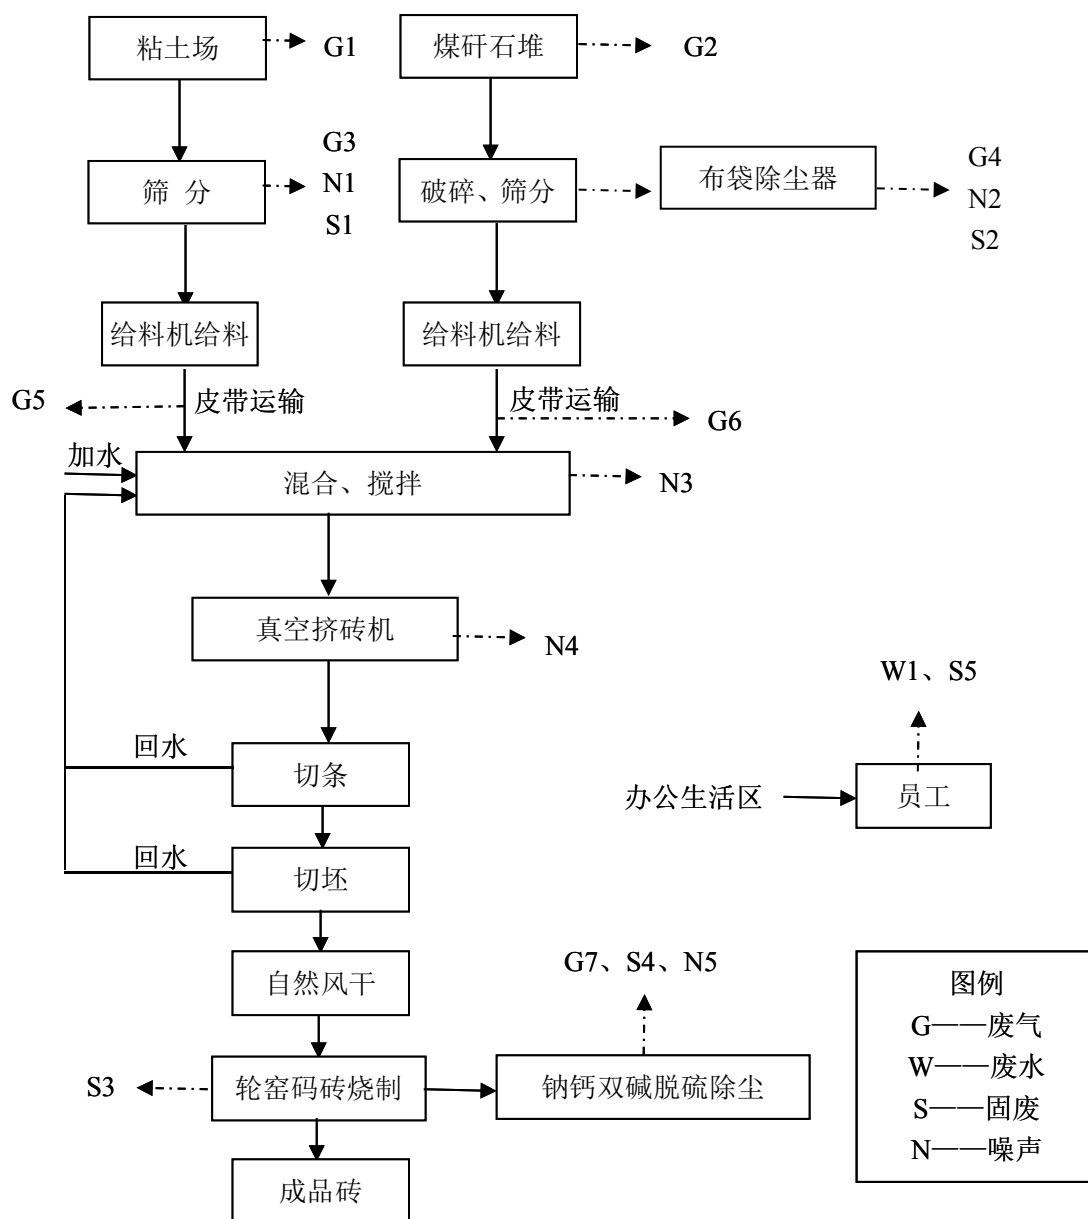 粘土场
G1
煤矸石堆
G2
G3
筛 分
N1
S1
破碎、筛分
布袋除尘器
G4
N2
S2
给料机给料
给料机给料
G5
皮带运输
皮带运输
G6
加水
混合、搅拌
N3
真空挤砖机
N4
W1、S5
回水
切条
办公生活区
员工
回水
切坯
自然风干
G7、S4、N5
图例
G——废气
W——废水
S——固废
N——噪声
S3
轮窑码砖烧制
钠钙双碱脱硫除尘
成品砖